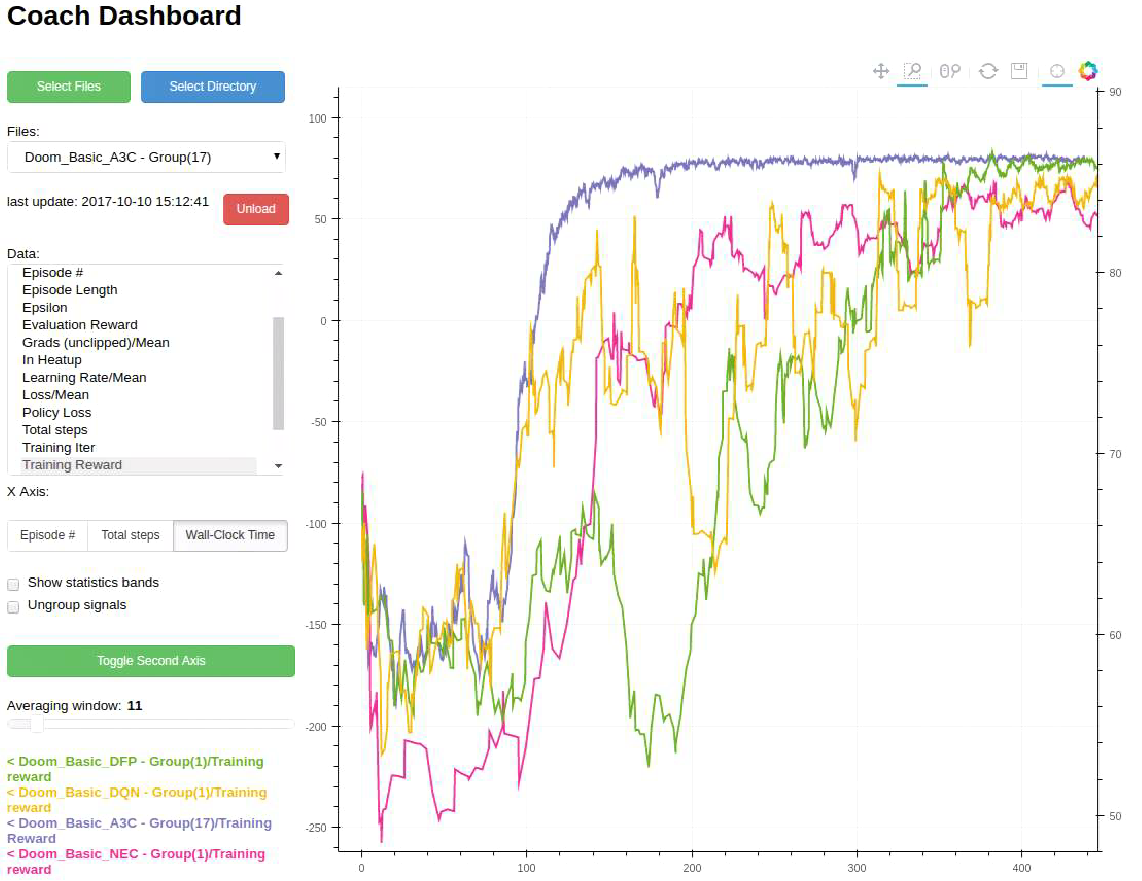 Coach Dashboard
Select Files
Select Directory
Files:
Doom_Basic_A3C - Group(17)
last update: 2017-10-10 15:12:41
Unload
Data:
Episode #
Episode Length
Epsilon
Evaluation Reward
Grads (unclipped)/Mean
In Heatup
Learning Rate/Mean
Loss/Mean
Policy Loss
Total steps
Training Iter
Training Reward
X Axis:
Episode #
Total steps
Wall-Clock Time
Show statistics bands
Ungroup signals
Toggle Second Axis
Averaging window: 11
< Doom_Basic_DFP - Group(1)/Training
reward
< Doom_Basic_DQN - Group(1)/Training
reward
< Doom_Basic_A3C - Group(17)/Training
Reward
< Doom_Basic_NEC - Group(1)/Training
reward
100
50
0
-50
-100
-150
-200
-250
0
100
200
300
400
90
80
70
60
50